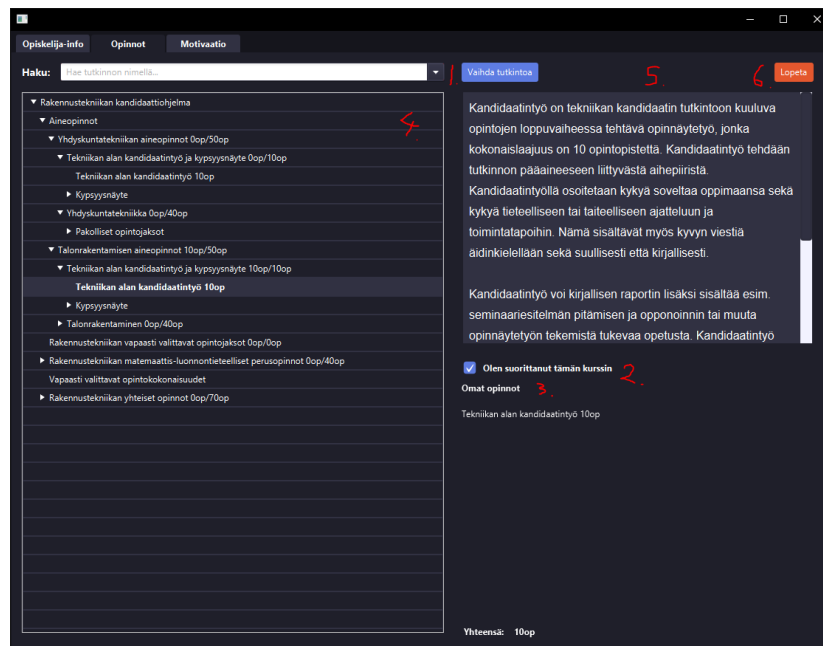 Opiskelija-info Opinnot Motivaatio
Haku: Hae tutkinnon nimellä... 1. Vaihda tutkintoa 5. 6. Lopeta
▼ Rakennustekniikan kandidaattiohjelma
▼ Aineopinnot
4.
▼ Yhdyskuntatekniikan aineopinnot 0op/50op
▼ Tekniikan alan kandidaatintyö ja kypsyysnäyte 0op/10op
Tekniikan alan kandidaatintyö 10op
▶ Kypsyysnäyte
▼ Yhdyskuntatekniikka 0op/40op
▶ Pakolliset opintojaksot
▼ Talonrakentamisen aineopinnot 10op/50op
▼ Tekniikan alan kandidaatintyö ja kypsyysnäyte 10op/10op
Tekniikan alan kandidaatintyö 10op
▶ Kypsyysnäyte
▶ Talonrakentaminen 0op/40op
Rakennustekniikan vapaasti valittavat opintojaksot 0op/0op
▶ Rakennustekniikan matemaattis-luonnontieteelliset perusopinnot 0op/40op
Vapaasti valittavat opintokokonaisuudet
▶ Rakennustekniikan yhteiset opinnot 0op/70op
Kandidaatintyö on tekniikan kandidaatin tutkintoon kuuluva
opintojen loppuvaiheessa tehtävä opinnäytetyö, jonka
kokonaislaajuus on 10 opintopistettä. Kandidaatintyö tehdään
tutkinnon pääaineeseen liittyvästä aihepiiristä.
Kandidaatintyöllä osoitetaan kykyä soveltaa oppimaansa sekä
kykyä tieteelliseen tai taiteelliseen ajatteluun ja
toimintatapoihin. Nämä sisältävät myös kyvyn viestiä
äidinkielellään sekä suullisesti että kirjallisesti.
Kandidaatintyö voi kirjallisen raportin lisäksi sisältää esim.
seminaariesitelmän pitämisen ja opponoinnin tai muuta
opinnäytetyön tekemistä tukevaa opetusta. Kandidaatintyö
Olen suorittanut tämän kurssin 2.
Omat opinnot 3.
Tekniikan alan kandidaatintyö 10op
Yhteensä: 10op